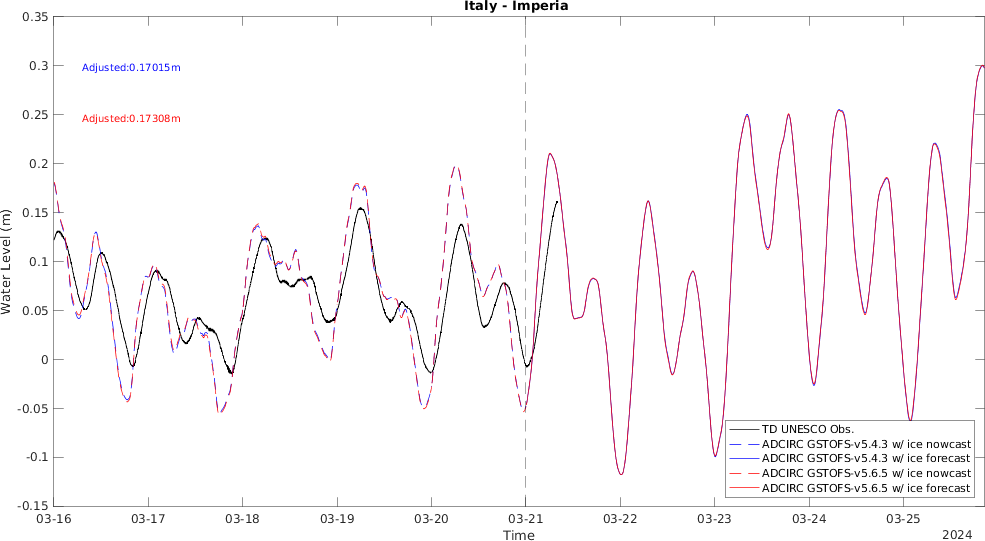 Italy - Imperia
0.35
0.3
0.25
0.2
0.15
0.1
0.05
0
-0.05
-0.1
-0.15
Water Level (m)
Adjusted:0.17015m
Adjusted:0.17308m
TD UNESCO Obs.
ADCIRC GSTOFS-v5.4.3 w/ ice nowcast
ADCIRC GSTOFS-v5.4.3 w/ ice forecast
ADCIRC GSTOFS-v5.6.5 w/ ice nowcast
ADCIRC GSTOFS-v5.6.5 w/ ice forecast
03-16 03-17 03-18 03-19 03-20 03-21 03-22 03-23 03-24 03-25
Time
2024